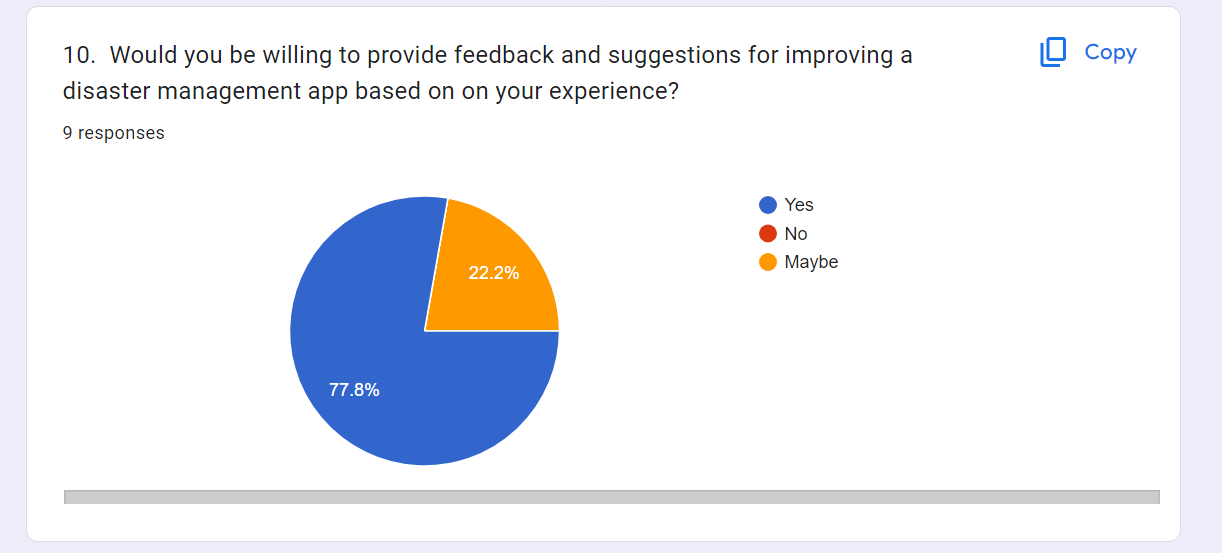 10. Would you be willing to provide feedback and suggestions for improving a
disaster management app based on on your experience?
Copy
9 responses
Yes
No
Maybe
22.2%
77.8%